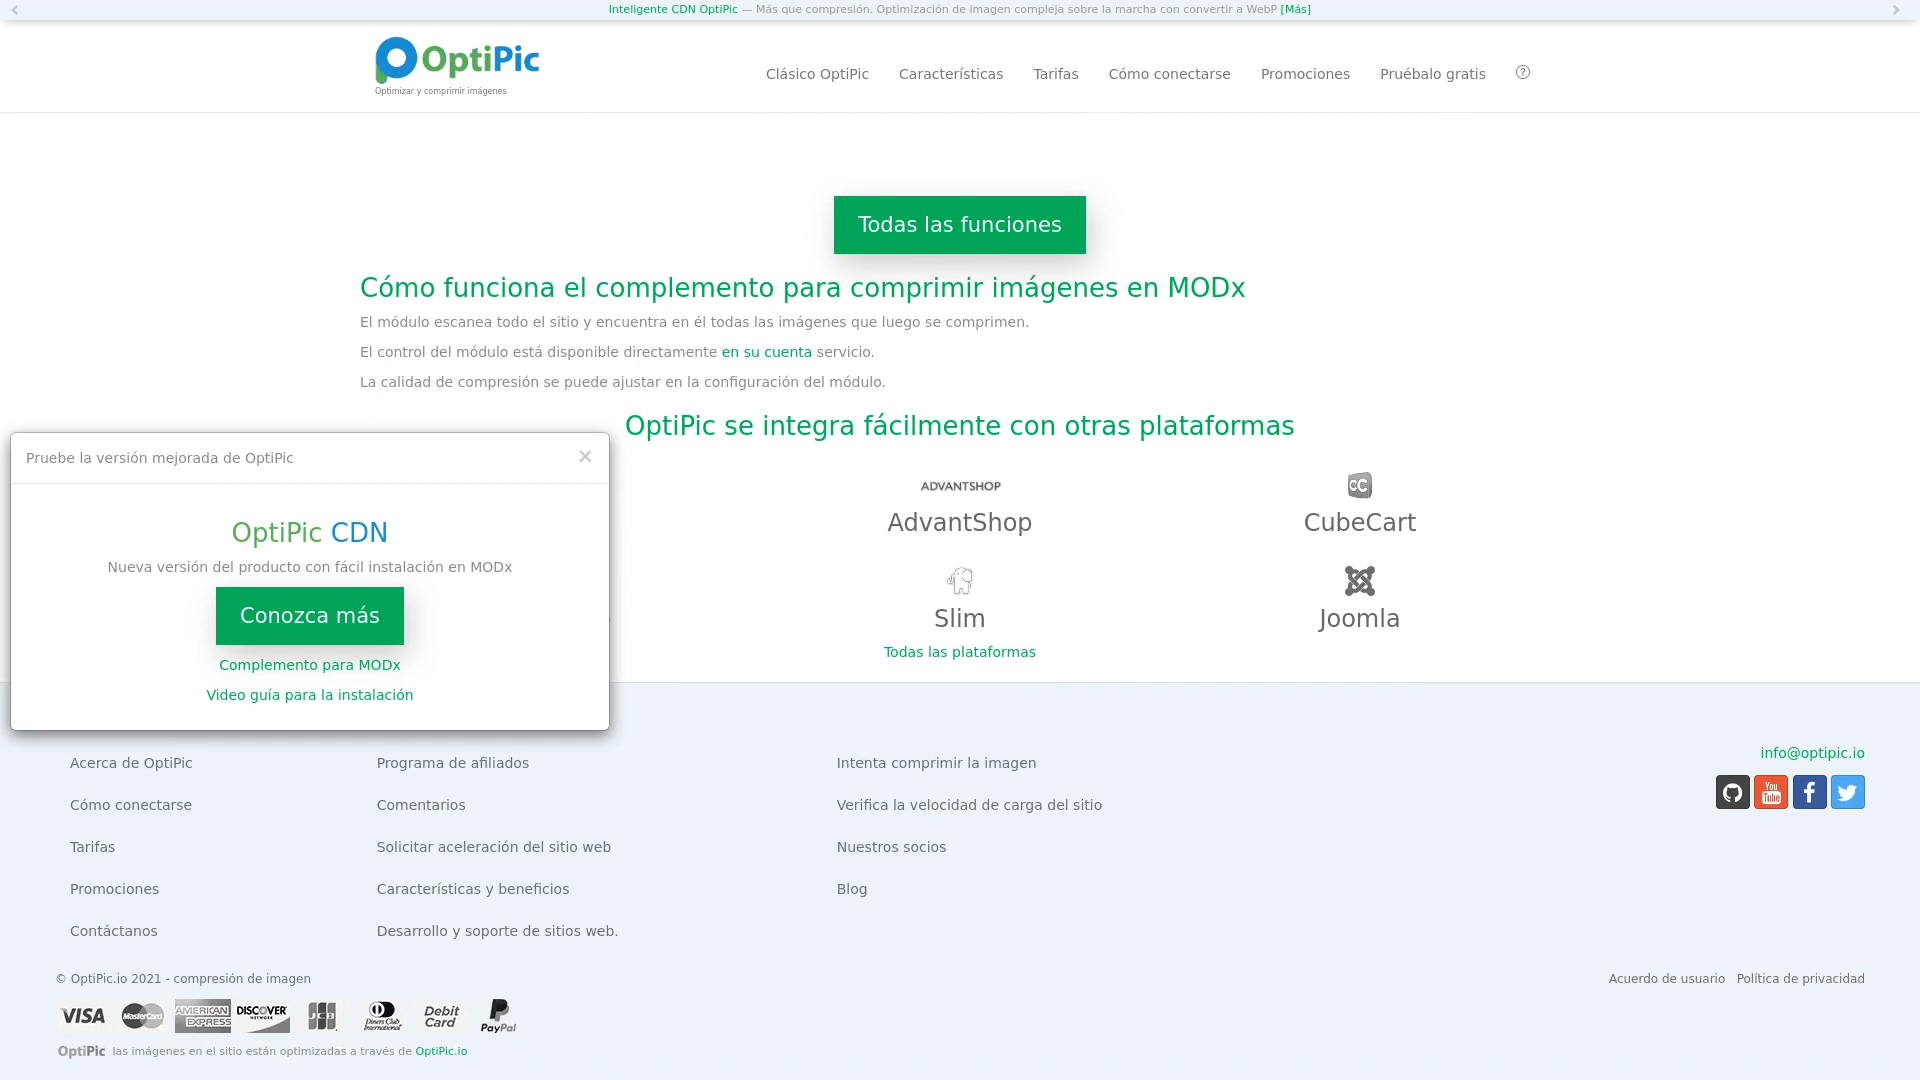 Inteligente CDN OptiPic — Más que compresión. Optimización de imagen compleja sobre la marcha con convertir a WebP [Más]
OptiPic
Optimizar y comprimir imágenes
Clásico OptiPic Características Tarifas Cómo conectarse Promociones Pruébalo gratis
Todas las funciones
Cómo funciona el complemento para comprimir imágenes en MODx
El módulo escanea todo el sitio y encuentra en él todas las imágenes que luego se comprimen.
El control del módulo está disponible directamente en su cuenta servicio.
La calidad de compresión se puede ajustar en la configuración del módulo.
OptiPic se integra fácilmente con otras plataformas
ADVANTSHOP
AdvantShop
CC
CubeCart
Slim
Joomla
Todas las plataformas
Pruebe la versión mejorada de OptiPic ×
OptiPic CDN
Nueva versión del producto con fácil instalación en MODx
Conozca más
Complemento para MODx
Video guía para la instalación
Acerca de OptiPic
Cómo conectarse
Tarifas
Promociones
Contáctanos
Programa de afiliados
Comentarios
Solicitar aceleración del sitio web
Características y beneficios
Desarrollo y soporte de sitios web.
Intenta comprimir la imagen
Verifica la velocidad de carga del sitio
Nuestros socios
Blog
info@optipic.io
You Tube
© OptiPic.io 2021 - compresión de imagen
Acuerdo de usuario Política de privacidad
VISA MasterCard AMERICAN EXPRESS DISCOVER NETWORK JCB Diners Club International Debit Card PayPal
OptiPic las imágenes en el sitio están optimizadas a través de OptiPic.io